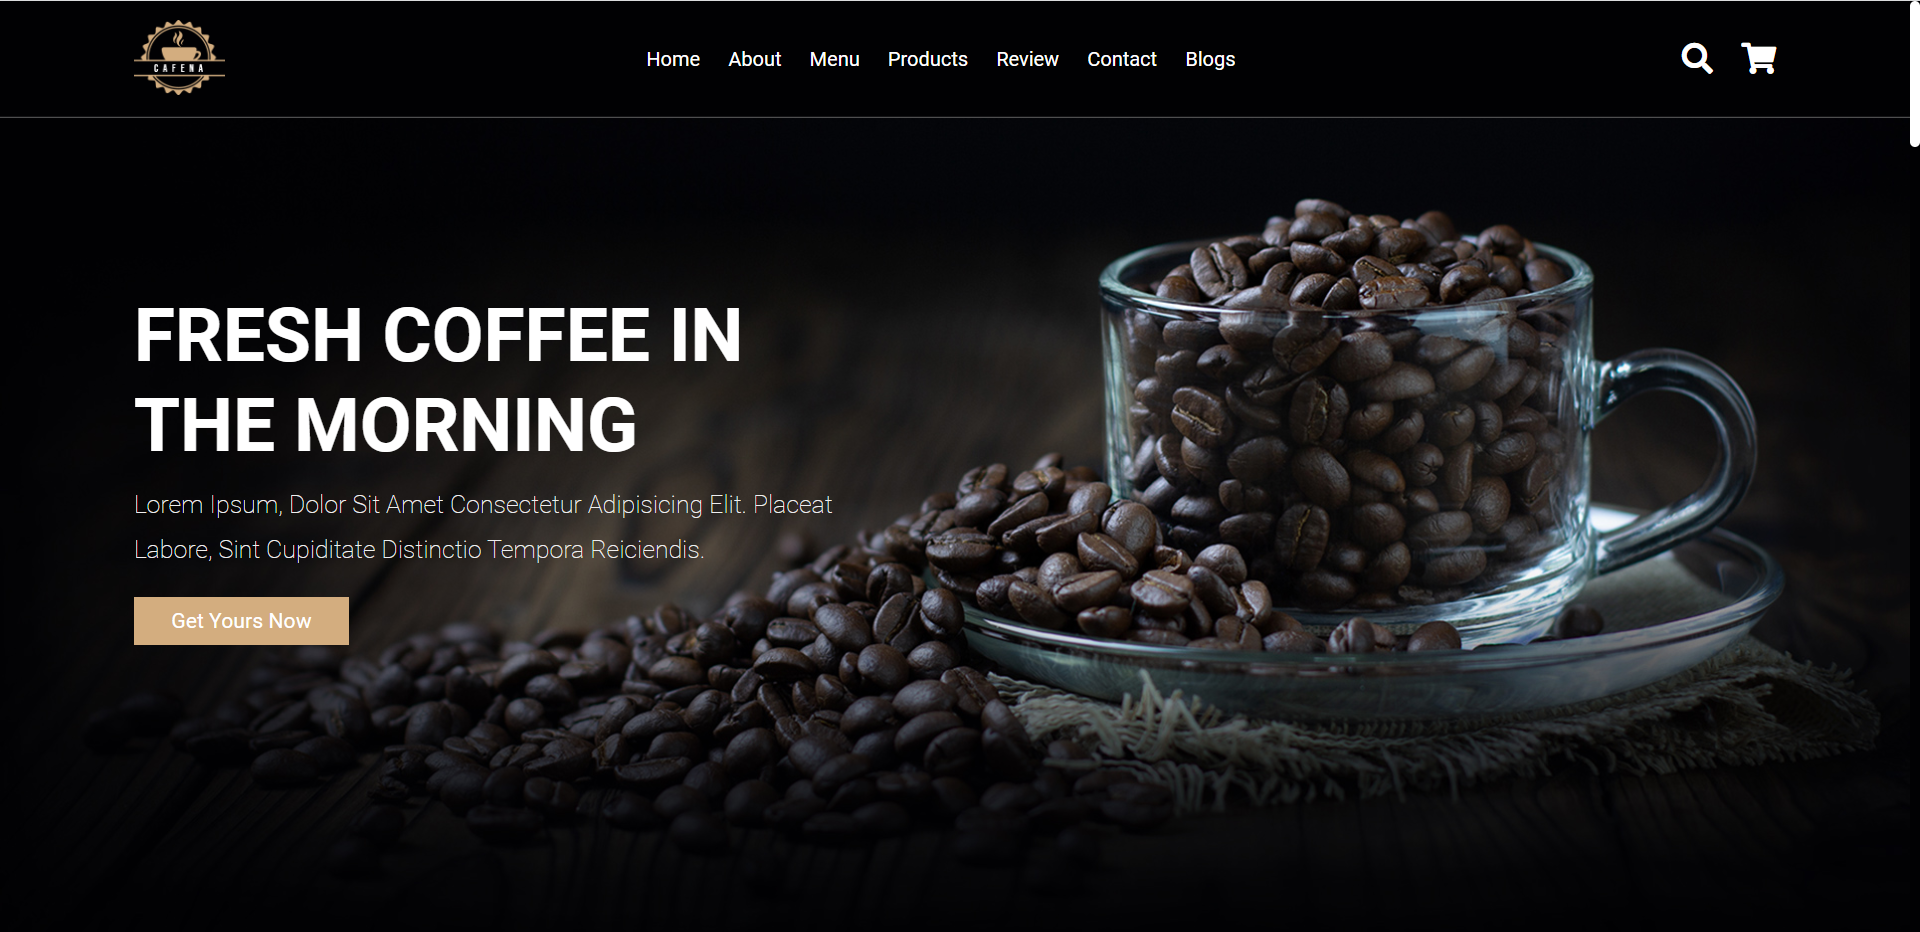 CAFENA
Home About Menu Products Review Contact Blogs
FRESH COFFEE IN
THE MORNING
Lorem Ipsum, Dolor Sit Amet Consectetur Adipisicing Elit. Placeat
Labore, Sint Cupiditate Distinctio Tempora Reiciendis.
Get Yours Now